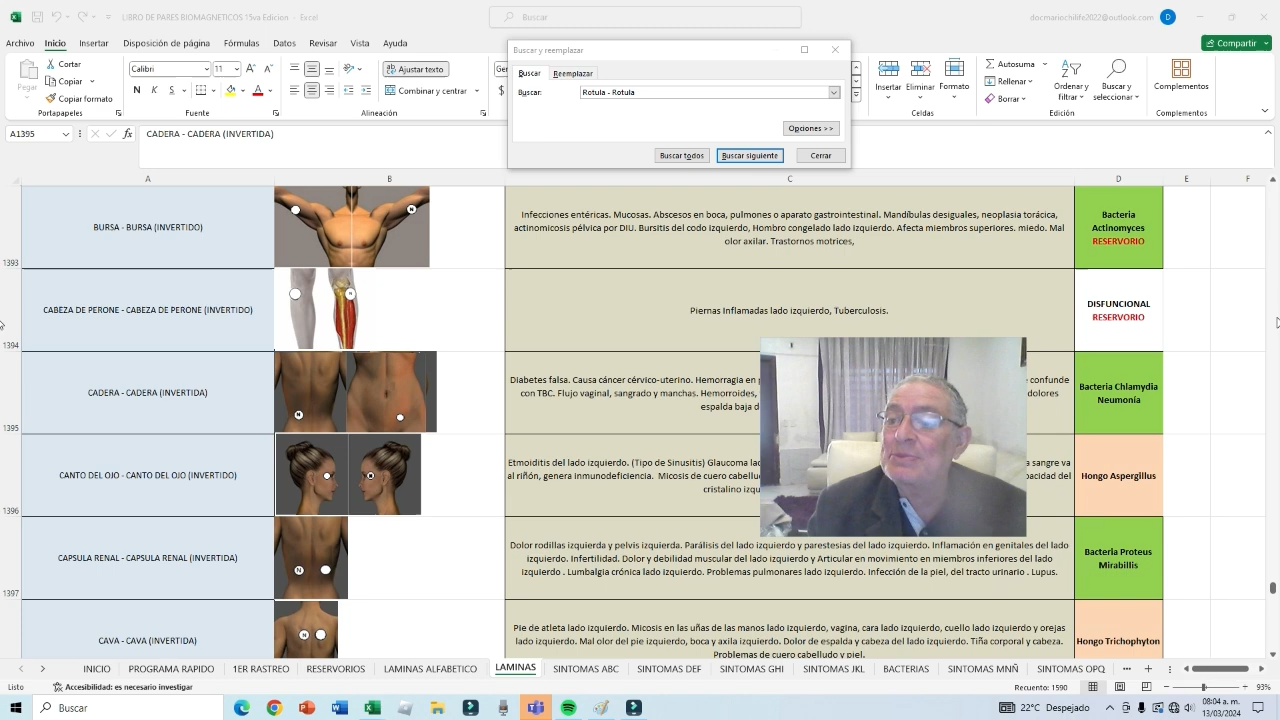 LIBRO DE PARES BIOMAGNETICOS 15va Edicion - Excel
Buscar
docmariochilife2022@outlook.com
D
Archivo Inicio Insertar Disposición de página Fórmulas Datos Revisar Vista Ayuda
Compartir
Pegar
Cortar
Copiar
Copiar formato
Portapapeles
Calibri 11
N K S
Fuente
Ajustar texto
Combinar y centrar
Alineación
Insertar Eliminar Formato
Celdas
Autosuma
Rellenar
Borrar
Ordenar y filtrar
Buscar y seleccionar
Edición
Complementos
Complementos
Buscar y reemplazar
Buscar Reemplazar
Buscar: Rotula - Rotula
Opciones >>
Buscar todos Buscar siguiente Cerrar
A1395 fx CADERA - CADERA (INVERTIDA)
A B C D E F
1393
BURSA - BURSA (INVERTIDO)
Infecciones entéricas. Mucosas. Abscesos en boca, pulmones o aparato gastrointestinal. Mandíbulas desiguales, neoplasia torácica,
actinomicosis pélvica por DIU. Bursitis del codo izquierdo, Hombro congelado lado izquierdo. Afecta miembros superiores. miedo. Mal
olor axilar. Trastornos motrices,
Bacteria
Actinomyces
RESERVORIO
1394
CABEZA DE PERONE - CABEZA DE PERONE (INVERTIDO)
Piernas Inflamadas lado izquierdo, Tuberculosis.
DISFUNCIONAL
RESERVORIO
1395
CADERA - CADERA (INVERTIDA)
Diabetes falsa. Causa cáncer cérvico-uterino. Hemorragia en
e confunde
con TBC. Flujo vaginal, sangrado y manchas. Hemorroides,
dolores
espalda baja
Bacteria Chlamydia
Neumonía
1396
CANTO DEL OJO - CANTO DEL OJO (INVERTIDO)
Etmoiditis del lado izquierdo. (Tipo de Sinusitis) Glaucoma
a sangre va
al riñón, genera inmunodeficiencia. Micosis de cuero
del
cristalino
Hongo Aspergillus
1397
CAPSULA RENAL - CAPSULA RENAL (INVERTIDA)
Dolor rodillas izquierda y pelvis izquierda. Parálisis del lado izquierdo y parestesias del lado izquierdo. Inflamación en genitales del lado
izquierdo. Infertilidad. Dolor y debilidad muscular del lado izquierdo y Articular en movimiento en miembros inferiores del lado
izquierdo . Lumbalgia crónica lado izquierdo. Problemas pulmonares lado izquierdo. Infección de la piel, del tracto urinario . Lupus.
Bacteria Proteus
Mirabillis
CAVA - CAVA (INVERTIDA)
Pie de atleta lado izquierdo. Micosis en las uñas de las manos lado izquierdo, vagina, cara lado izquierdo, cuello lado izquierdo y orejas
lado izquierdo. Mal olor del pie izquierdo, boca y axila izquierdo. Dolor de espalda y cabeza del lado izquierdo. Tiña corporal y cabeza.
Problemas de cuero cabelludo y piel.
Hongo Trichophyton
INICIO PROGRAMA RAPIDO 1ER RASTREO RESERVORIOS LAMINAS ALFABETICO LAMINAS SINTOMAS ABC SINTOMAS DEF SINTOMAS GHI SINTOMAS JKL BACTERIAS SINTOMAS MNÑ SINTOMAS OPQ
Listo Accesibilidad: es necesario investigar Recuento: 1590 93%
Buscar
22°C Despejado
08:04 a. m.
13/03/2024